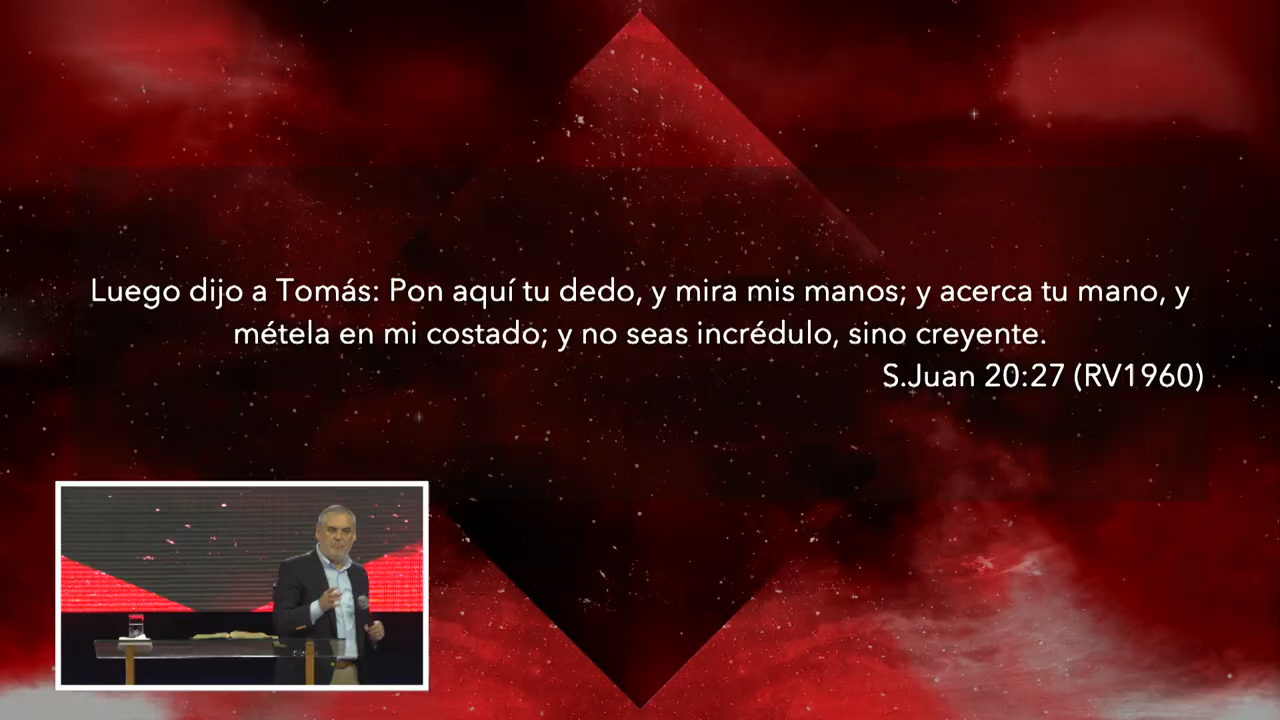 Luego dijo a Tomás: Pon aquí tu dedo, y mira mis manos; y acerca tu mano, y
métela en mi costado; y no seas incrédulo, sino creyente.
S.Juan 20:27 (RV1960)